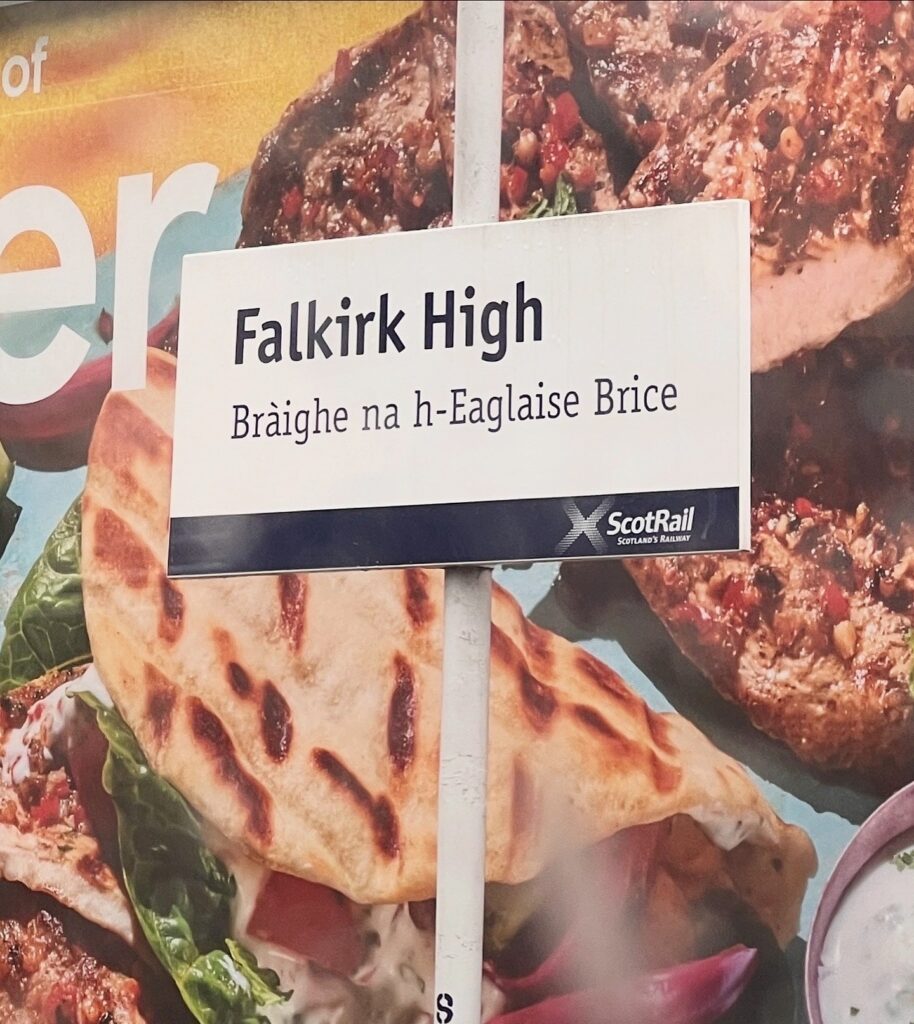 of
er
Falkirk High
Bràighe na h-Eaglaise Brice
ScotRail
SCOTLAND'S RAILWAY
S